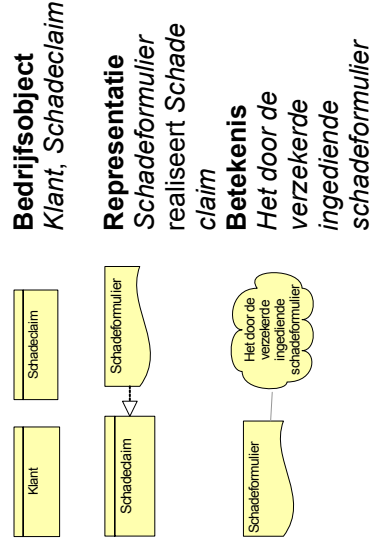 Klant
Schadeclaim
Bedrijfsobject
Klant, Schadeclaim
Schadeclaim
Schadeformulier
Representatie
Schadeformulier
realiseert Schade
claim
Schadeformulier
Het door de
verzekerde
ingediende
schadeformulier
Betekenis
Het door de
verzekerde
ingediende
schadeformulier